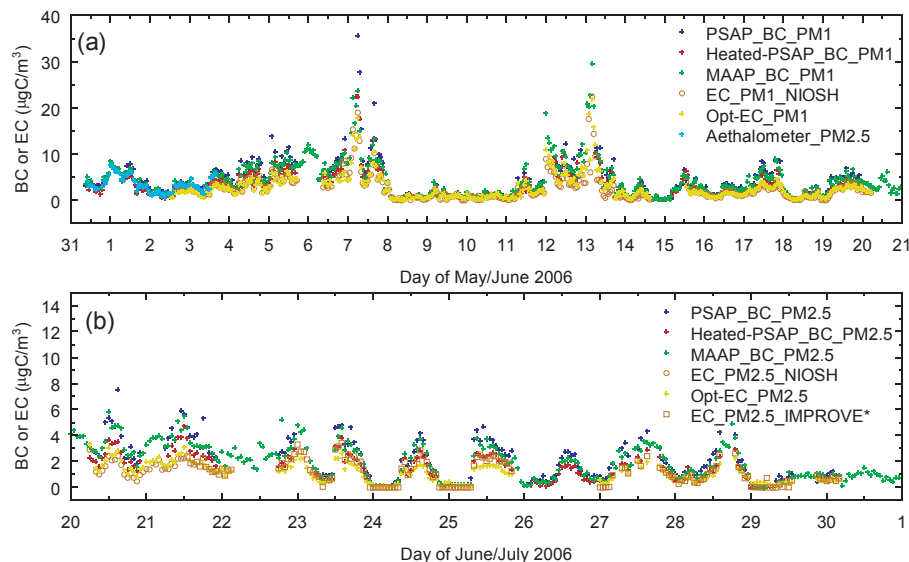 (a)
BC or EC (µgC/m³)
40
30
20
10
0
PSAP_BC_PM1
Heated-PSAP_BC_PM1
MAAP_BC_PM1
EC_PM1_NIOSH
Opt-EC_PM1
Aethalometer_PM2.5
31 1 2 3 4 5 6 7 8 9 10 11 12 13 14 15 16 17 18 19 20 21
Day of May/June 2006
(b)
BC or EC (µgC/m³)
14
12
10
8
6
4
2
0
PSAP_BC_PM2.5
Heated-PSAP_BC_PM2.5
MAAP_BC_PM2.5
EC_PM2.5_NIOSH
Opt-EC_PM2.5
EC_PM2.5_IMPROVE*
20 21 22 23 24 25 26 27 28 29 30 1
Day of June/July 2006